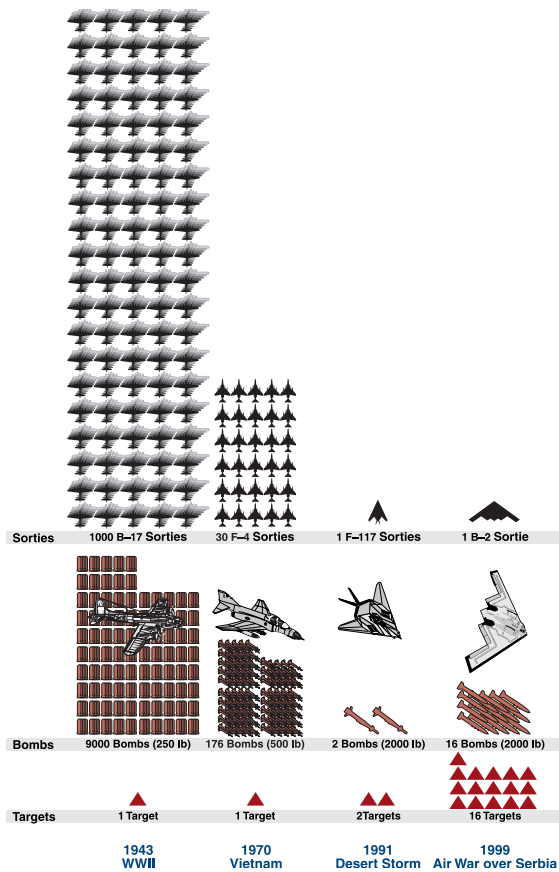 Sorties 1000 B–17 Sorties 30 F–4 Sorties 1 F–117 Sorties 1 B–2 Sortie
Bombs 9000 Bombs (250 lb) 176 Bombs (500 lb) 2 Bombs (2000 lb) 16 Bombs (2000 lb)
Targets 1 Target 1 Target 2Targets 16 Targets
1943 1970 1991 1999
WWII Vietnam Desert Storm Air War over Serbia